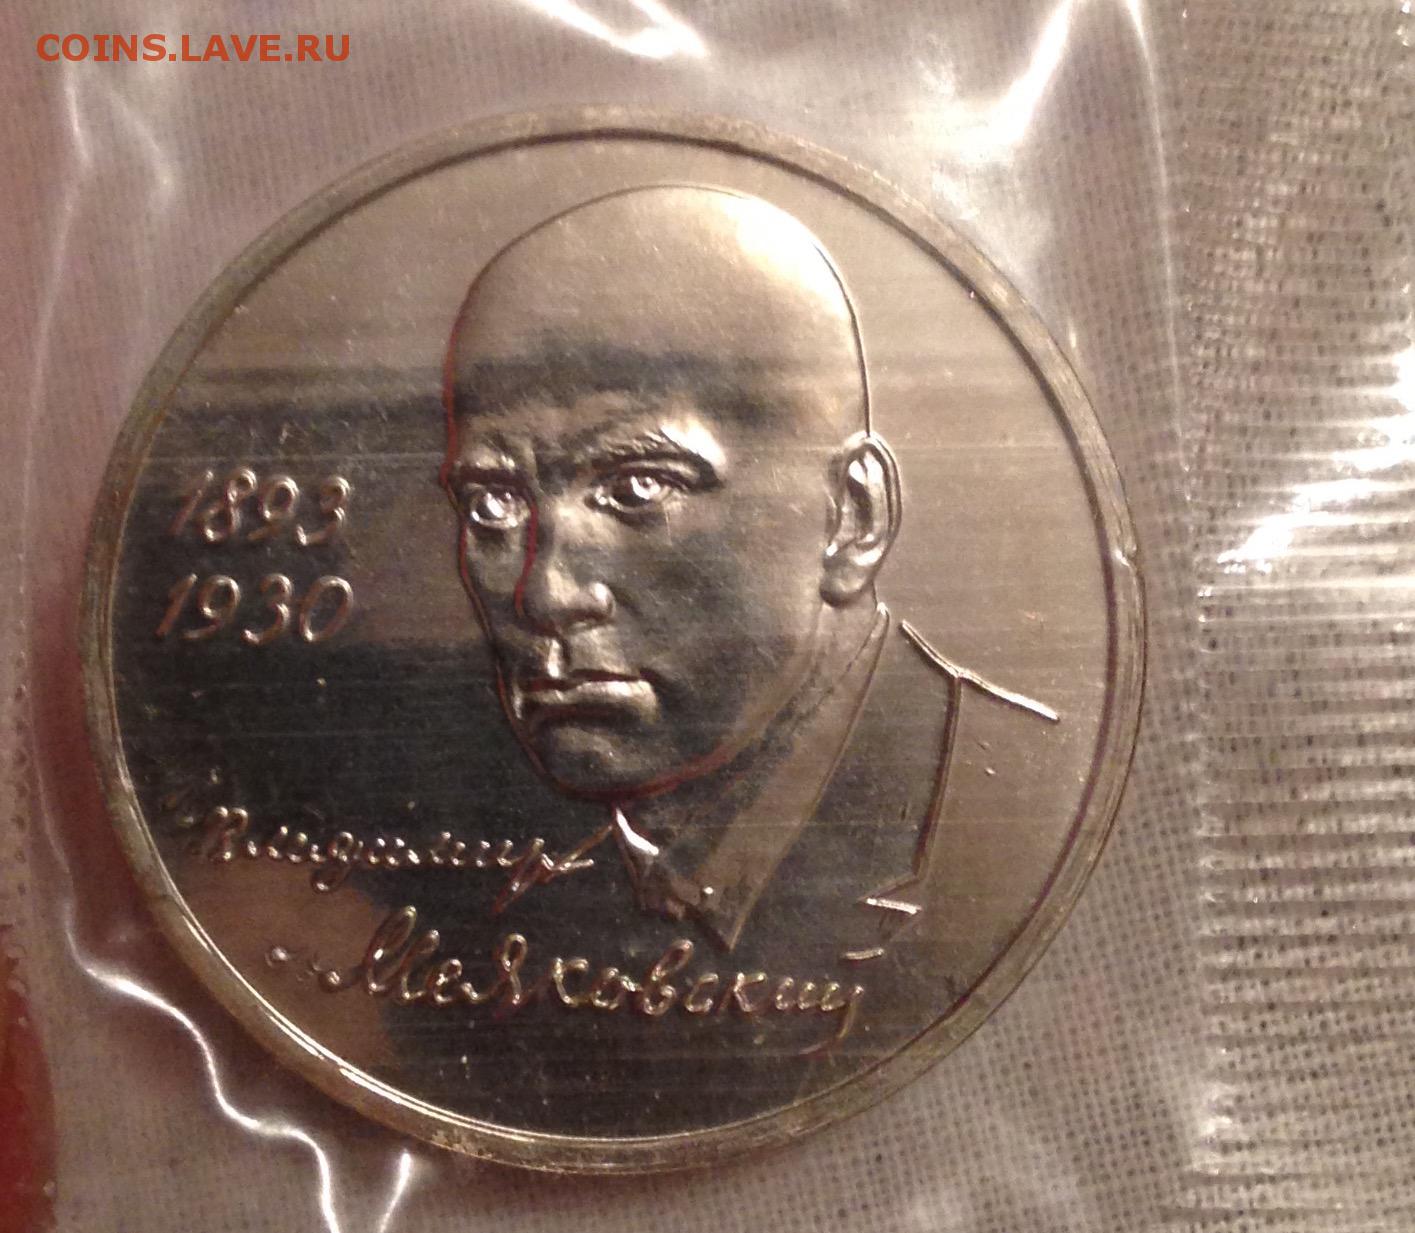 COINS.LAVE.RU
1893
1930
Владимир
Маяковский